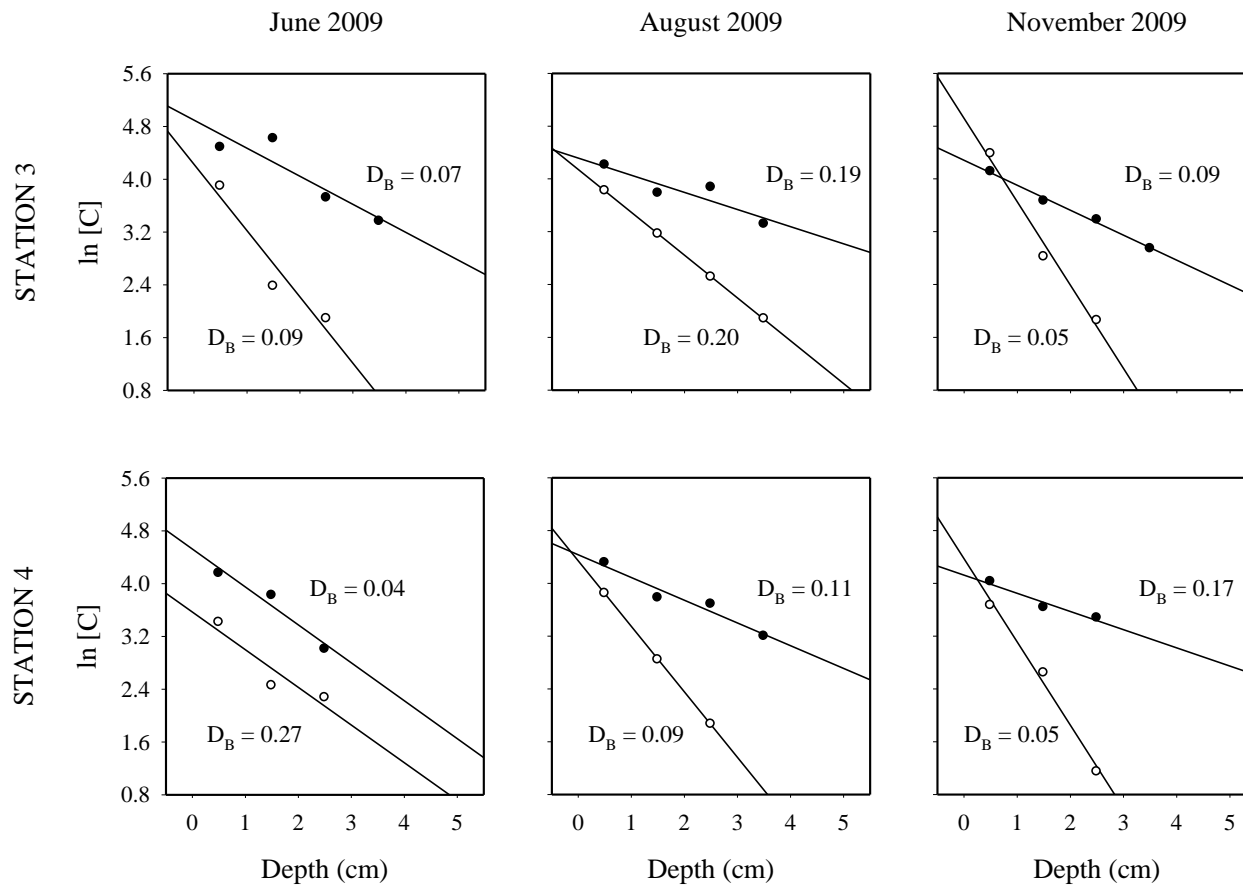 June 2009
August 2009
November 2009
STATION 3
ln [C]
5.6
4.8
4.0
3.2
2.4
1.6
0.8
D_B = 0.07
D_B = 0.09
D_B = 0.19
D_B = 0.20
D_B = 0.09
D_B = 0.05
STATION 4
ln [C]
5.6
4.8
4.0
3.2
2.4
1.6
0.8
D_B = 0.04
D_B = 0.27
D_B = 0.11
D_B = 0.09
D_B = 0.17
D_B = 0.05
0 1 2 3 4 5
0 1 2 3 4 5
0 1 2 3 4 5
Depth (cm)
Depth (cm)
Depth (cm)